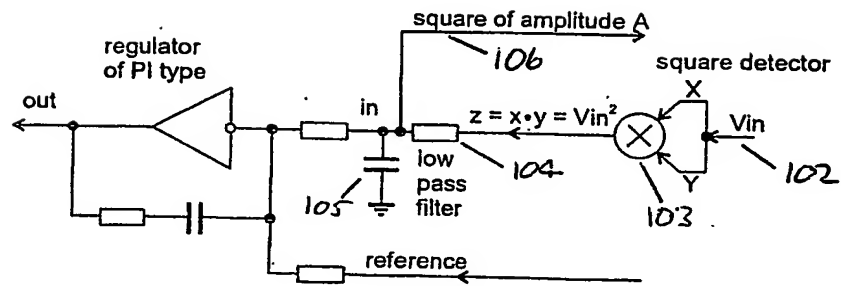 square of amplitude A
106
regulator
of PI type
square detector
out
in
X
z = x•y = Vin²
Vin
low
pass
filter
104
102
105
Y
103
reference